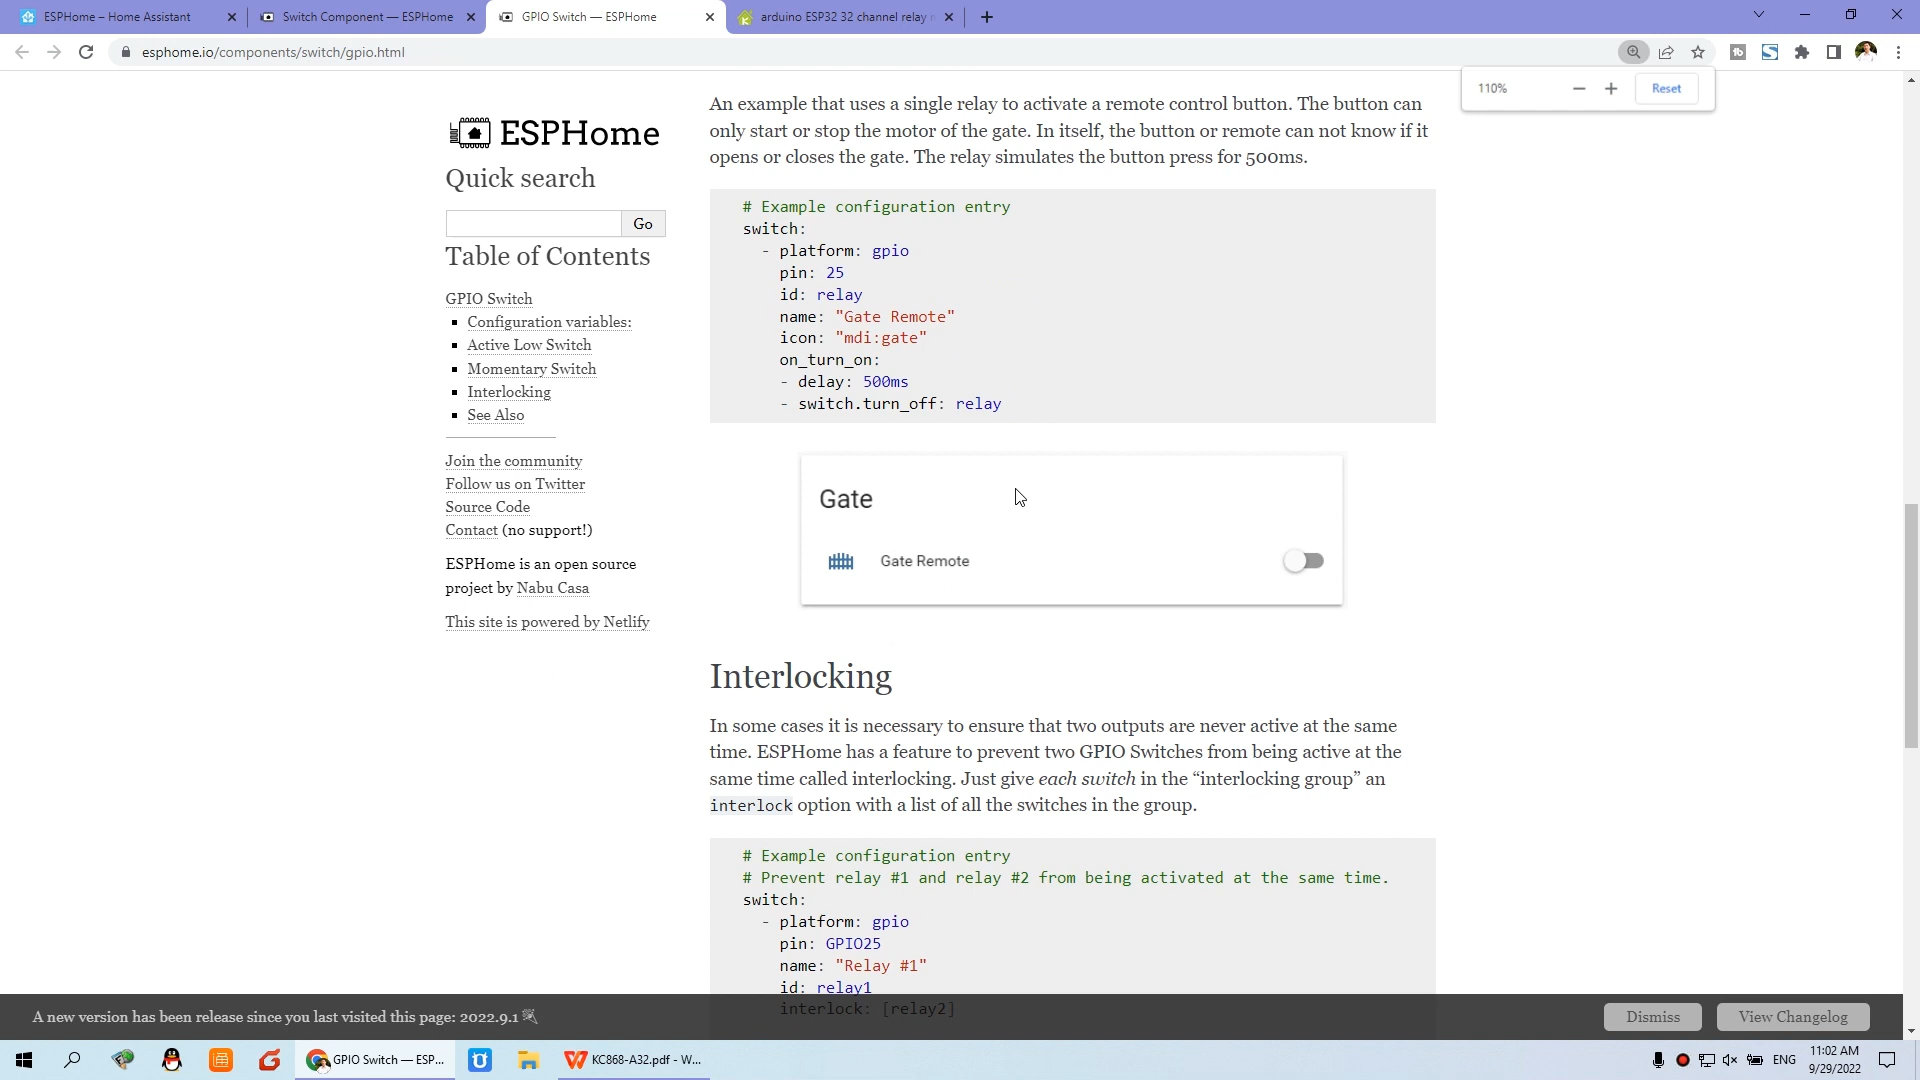 ESPHome – Home Assistant
Switch Component — ESPHome
GPIO Switch — ESPHome
arduino ESP32 32 channel relay
esphome.io/components/switch/gpio.html
110%
Reset
ESPHome
Quick search
Go
Table of Contents
GPIO Switch
Configuration variables:
Active Low Switch
Momentary Switch
Interlocking
See Also
Join the community
Follow us on Twitter
Source Code
Contact (no support!)
ESPHome is an open source
project by Nabu Casa
This site is powered by Netlify
An example that uses a single relay to activate a remote control button. The button can
only start or stop the motor of the gate. In itself, the button or remote can not know if it
opens or closes the gate. The relay simulates the button press for 500ms.
# Example configuration entry
switch:
- platform: gpio
pin: 25
id: relay
name: "Gate Remote"
icon: "mdi:gate"
on_turn_on:
- delay: 500ms
- switch.turn_off: relay
Gate
Gate Remote
Interlocking
In some cases it is necessary to ensure that two outputs are never active at the same
time. ESPHome has a feature to prevent two GPIO Switches from being active at the
same time called interlocking. Just give each switch in the “interlocking group” an
interlock option with a list of all the switches in the group.
# Example configuration entry
# Prevent relay #1 and relay #2 from being activated at the same time.
switch:
- platform: gpio
pin: GPIO25
name: "Relay #1"
id: relay1
interlock: [relay2]
A new version has been release since you last visited this page: 2022.9.1
Dismiss
View Changelog
GPIO Switch — ESP...
KC868-A32.pdf - W...
ENG
11:02 AM
9/29/2022